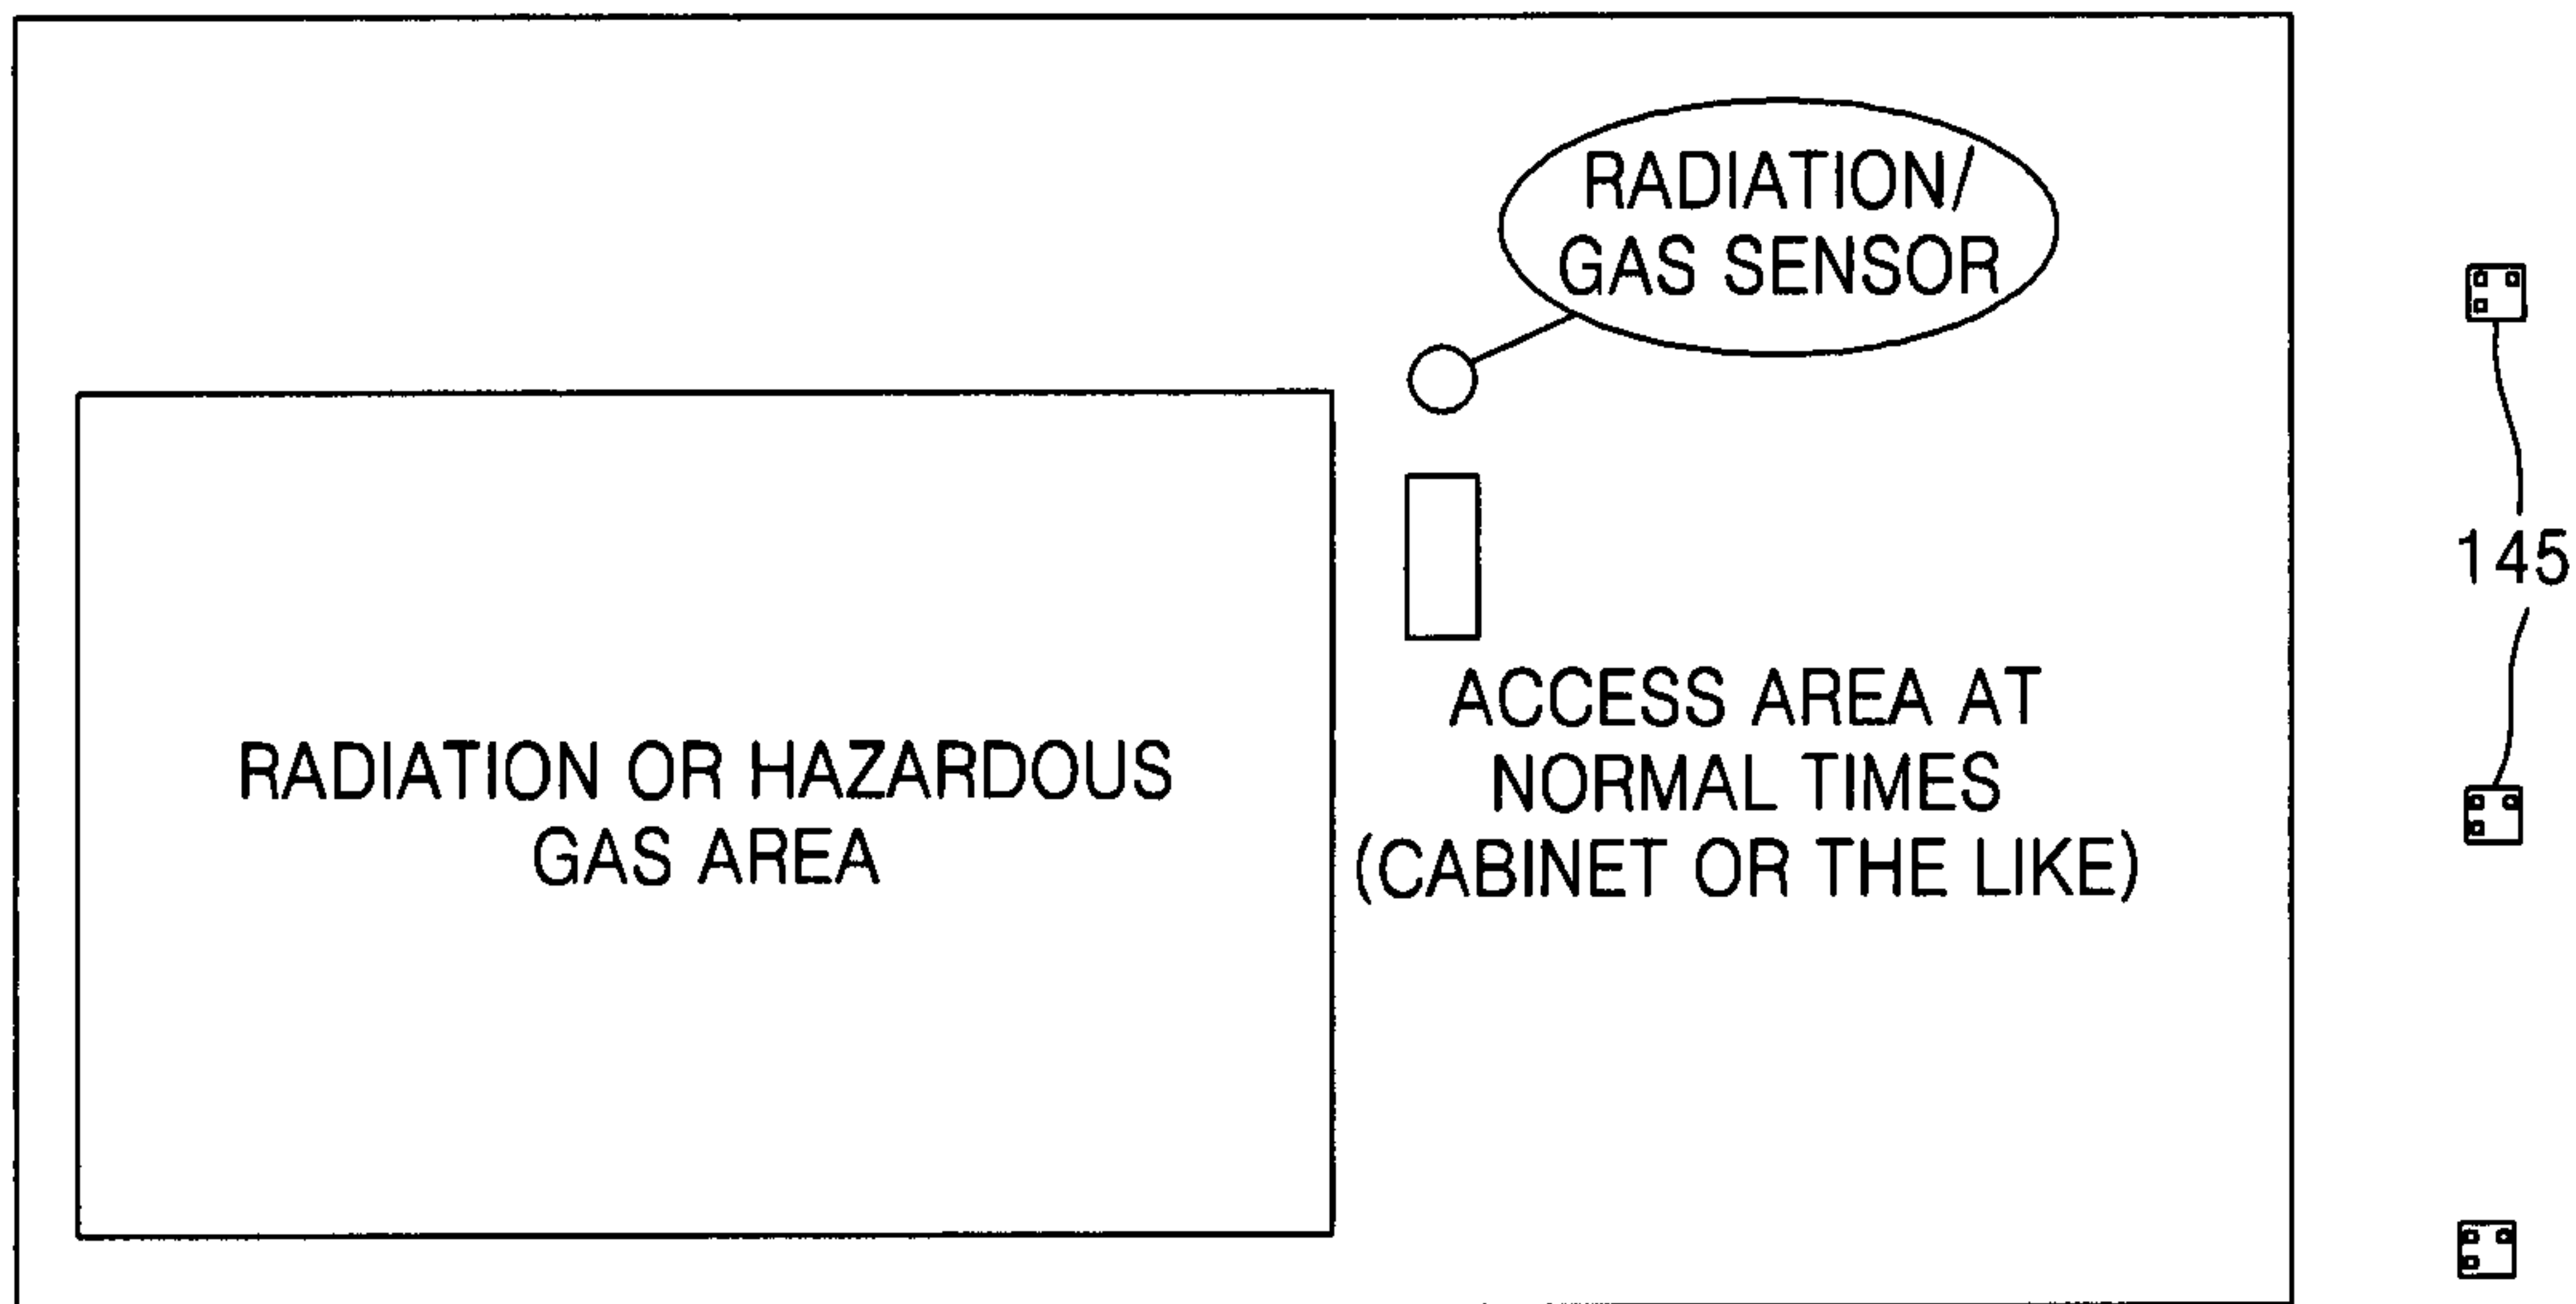 RADIATION/
GAS SENSOR
145
RADIATION OR HAZARDOUS
GAS AREA
ACCESS AREA AT
NORMAL TIMES
(CABINET OR THE LIKE)